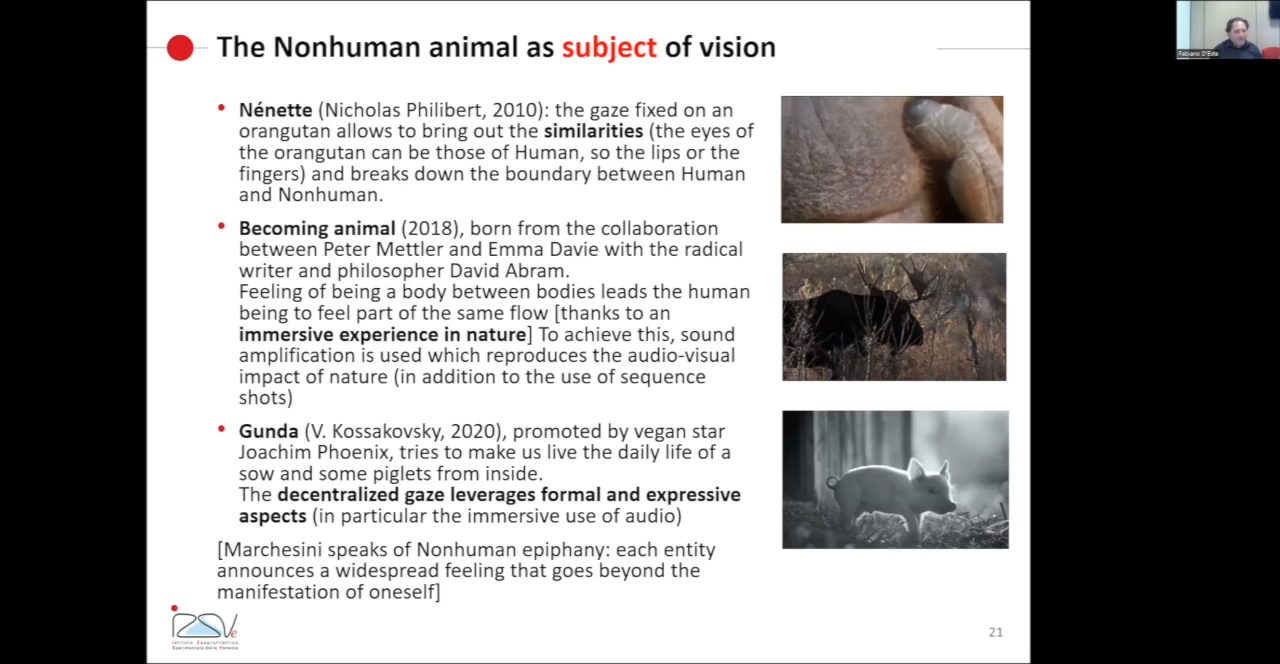 The Nonhuman animal as subject of vision
Fabiano D'Este
• Nénette (Nicholas Philibert, 2010): the gaze fixed on an
orangutan allows to bring out the similarities (the eyes of
the orangutan can be those of Human, so the lips or the
fingers) and breaks down the boundary between Human
and Nonhuman.
• Becoming animal (2018), born from the collaboration
between Peter Mettler and Emma Davie with the radical
writer and philosopher David Abram.
Feeling of being a body between bodies leads the human
being to feel part of the same flow [thanks to an
immersive experience in nature] To achieve this, sound
amplification is used which reproduces the audio-visual
impact of nature (in addition to the use of sequence
shots)
• Gunda (V. Kossakovsky, 2020), promoted by vegan star
Joachim Phoenix, tries to make us live the daily life of a
sow and some piglets from inside.
The decentralized gaze leverages formal and expressive
aspects (in particular the immersive use of audio)
[Marchesini speaks of Nonhuman epiphany: each entity
announces a widespread feeling that goes beyond the
manifestation of oneself]
IZSVe
Istituto Zooprofilattico
Sperimentale delle Venezie
21